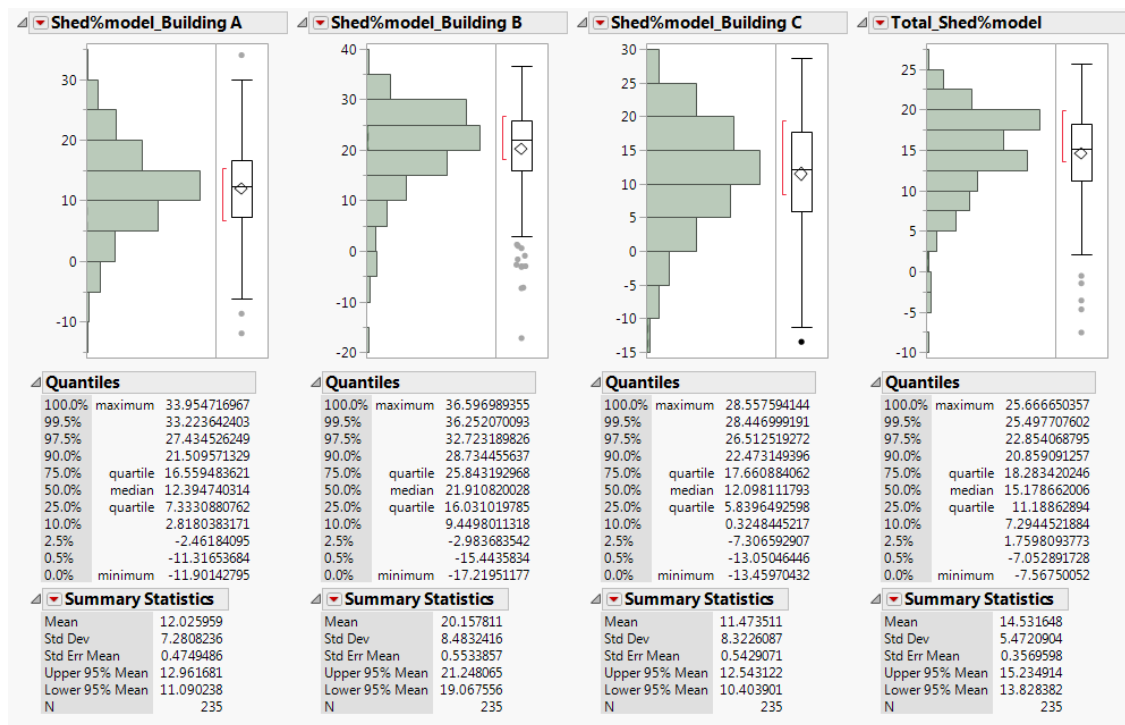 Shed%model_Building A
30
20
10
0
-10
Quantiles
100.0% maximum 33.954716967
99.5% 33.223642403
97.5% 27.434526249
90.0% 21.509571329
75.0% quartile 16.559483621
50.0% median 12.394740314
25.0% quartile 7.3330880762
10.0% 2.8180383171
2.5% -2.46184095
0.5% -11.31653684
0.0% minimum -11.90142795
Summary Statistics
Mean 12.025959
Std Dev 7.2808236
Std Err Mean 0.4749486
Upper 95% Mean 12.961681
Lower 95% Mean 11.090238
N 235
Shed%model_Building B
40
30
20
10
0
-10
-20
Quantiles
100.0% maximum 36.596989355
99.5% 36.252070093
97.5% 32.723189826
90.0% 28.734455637
75.0% quartile 25.843192968
50.0% median 21.910820028
25.0% quartile 16.031019785
10.0% 9.4498011318
2.5% -2.983683542
0.5% -15.4435834
0.0% minimum -17.21951177
Summary Statistics
Mean 20.157811
Std Dev 8.4832416
Std Err Mean 0.5533857
Upper 95% Mean 21.248065
Lower 95% Mean 19.067556
N 235
Shed%model_Building C
30
25
20
15
10
5
0
-5
-10
-15
Quantiles
100.0% maximum 28.557594144
99.5% 28.446999191
97.5% 26.512519272
90.0% 22.473149396
75.0% quartile 17.660884062
50.0% median 12.098111793
25.0% quartile 5.8396492598
10.0% 0.3248445217
2.5% -7.306592907
0.5% -13.05046446
0.0% minimum -13.45970432
Summary Statistics
Mean 11.473511
Std Dev 8.3226087
Std Err Mean 0.5429071
Upper 95% Mean 12.543122
Lower 95% Mean 10.403901
N 235
Total_Shed%model
25
20
15
10
5
0
-5
-10
Quantiles
100.0% maximum 25.666650357
99.5% 25.497707602
97.5% 22.854068795
90.0% 20.859091257
75.0% quartile 18.283420246
50.0% median 15.178662006
25.0% quartile 11.18862894
10.0% 7.2944521884
2.5% 1.7598093773
0.5% -7.052891728
0.0% minimum -7.56750052
Summary Statistics
Mean 14.531648
Std Dev 5.4720904
Std Err Mean 0.3569598
Upper 95% Mean 15.234914
Lower 95% Mean 13.828382
N 235